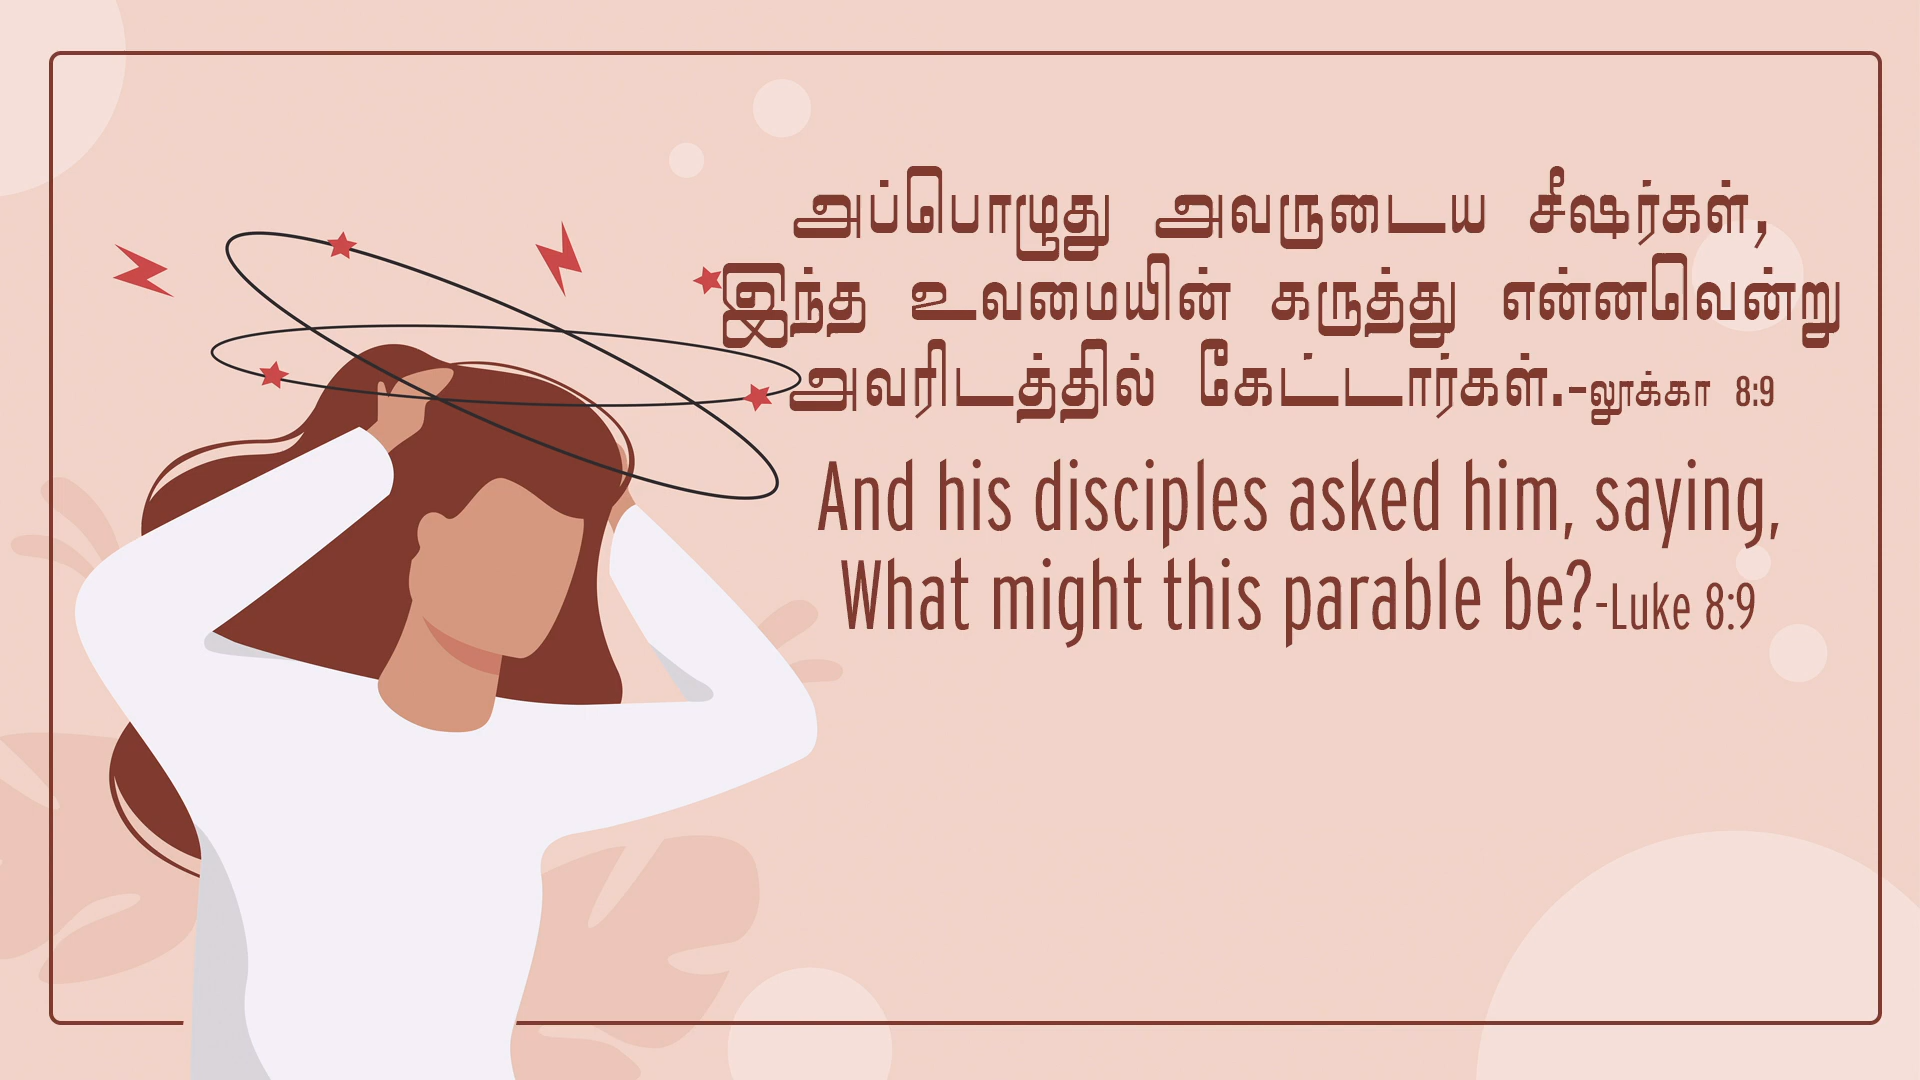 அப்பொழுது அவருடைய சீஷர்கள்,
இந்த உவமையின் கருத்து என்னவென்று
அவரிடத்தில் கேட்டார்கள்.-லூக்கா 8:9
And his disciples asked him, saying,
What might this parable be?-Luke 8:9